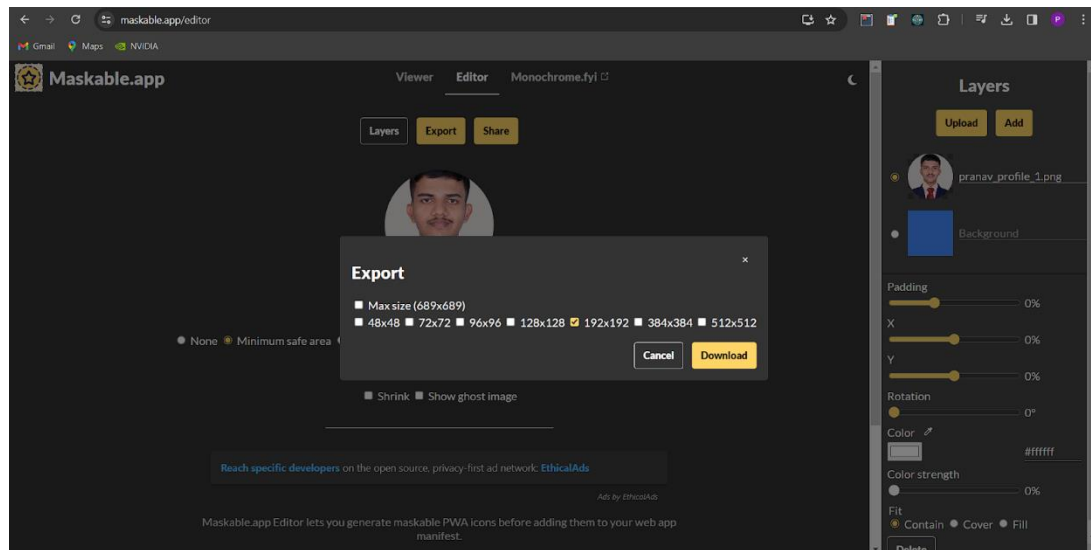 maskable.app/editor
P
Gmail Maps NVIDIA
Maskable.app
Viewer Editor Monochrome.fyi
Layers Export Share
Export
×
Max size (689x689)
48x48 72x72 96x96 128x128 192x192 384x384 512x512
Cancel Download
None Minimum safe area
Shrink Show ghost image
Reach specific developers on the open source, privacy-first ad network: EthicalAds
Ads by EthicalAds
Maskable.app Editor lets you generate maskable PWA icons before adding them to your web app
manifest.
Layers
Upload Add
pranav_profile_1.png
Background
Padding
0%
X
0%
Y
0%
Rotation
0°
Color
#ffffff
Color strength
0%
Fit
Contain Cover Fill
Delete